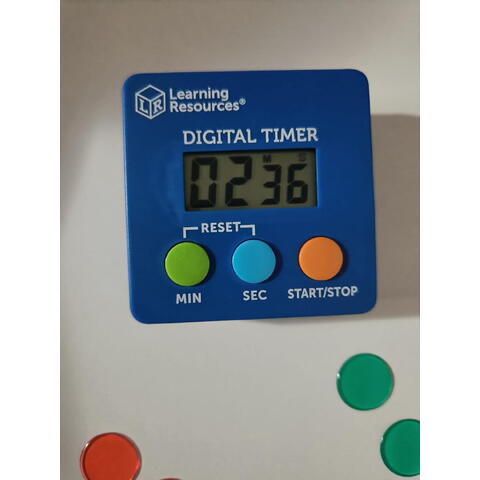 LR
Learning
Resources®
DIGITAL TIMER
M S
02 36
RESET
MIN SEC START/STOP